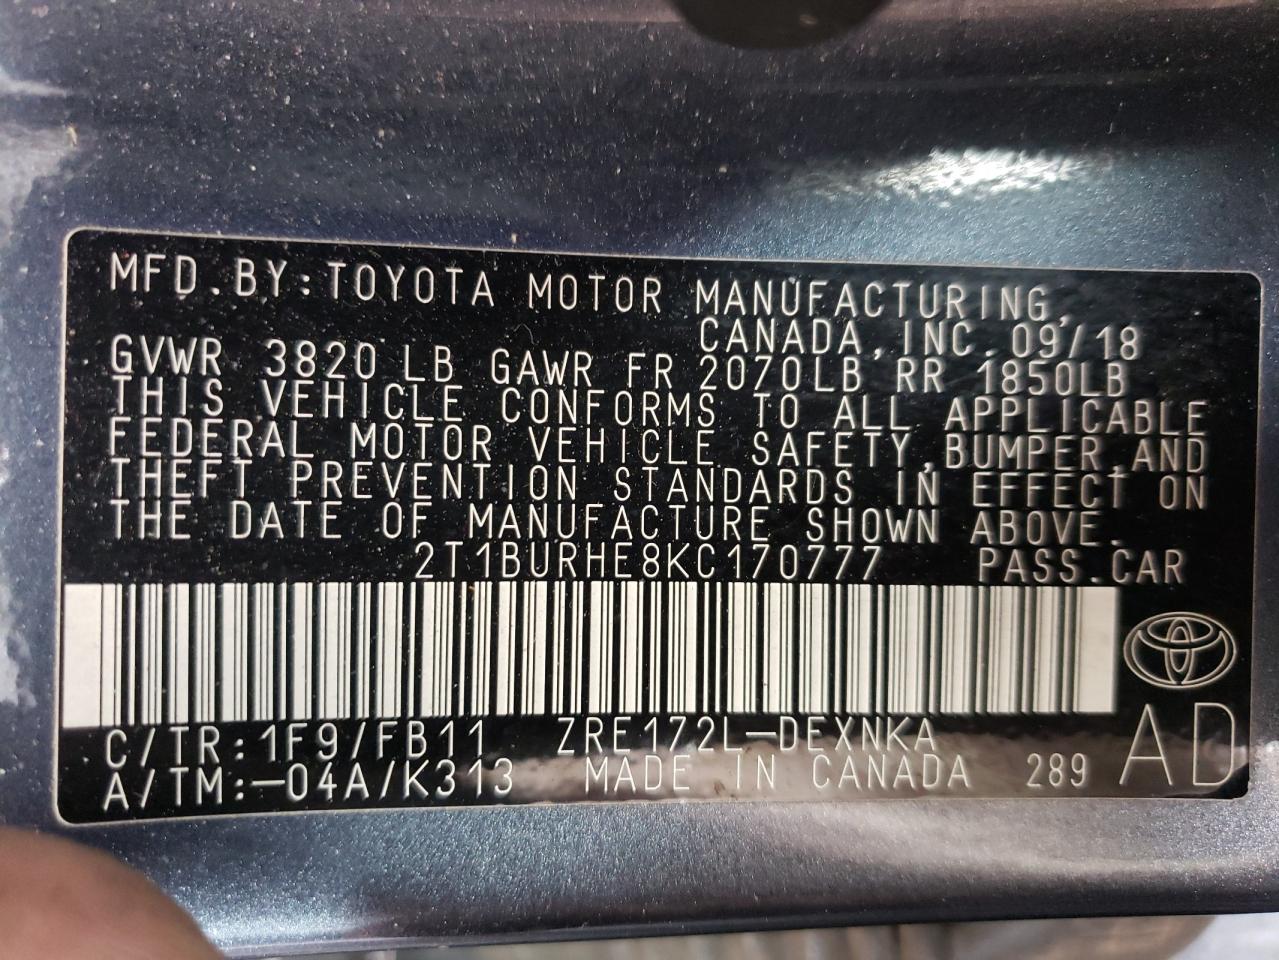 MFD.BY:TOYOTA MOTOR MANUFACTURING,
CANADA,INC. 09/18
GVWR 3820 LB GAWR FR 2070LB RR 1850LB
THIS VEHICLE CONFORMS TO ALL APPLICABLE
FEDERAL MOTOR VEHICLE SAFETY,BUMPER,AND
THEFT PREVENTION STANDARDS IN EFFECT ON
THE DATE OF MANUFACTURE SHOWN ABOVE.
2T1BURHE8KC170777 PASS.CAR
C/TR:1F9/FB11 ZRE172L-DEXNKA
A/TM:-04A/K313 MADE IN CANADA 289 AD